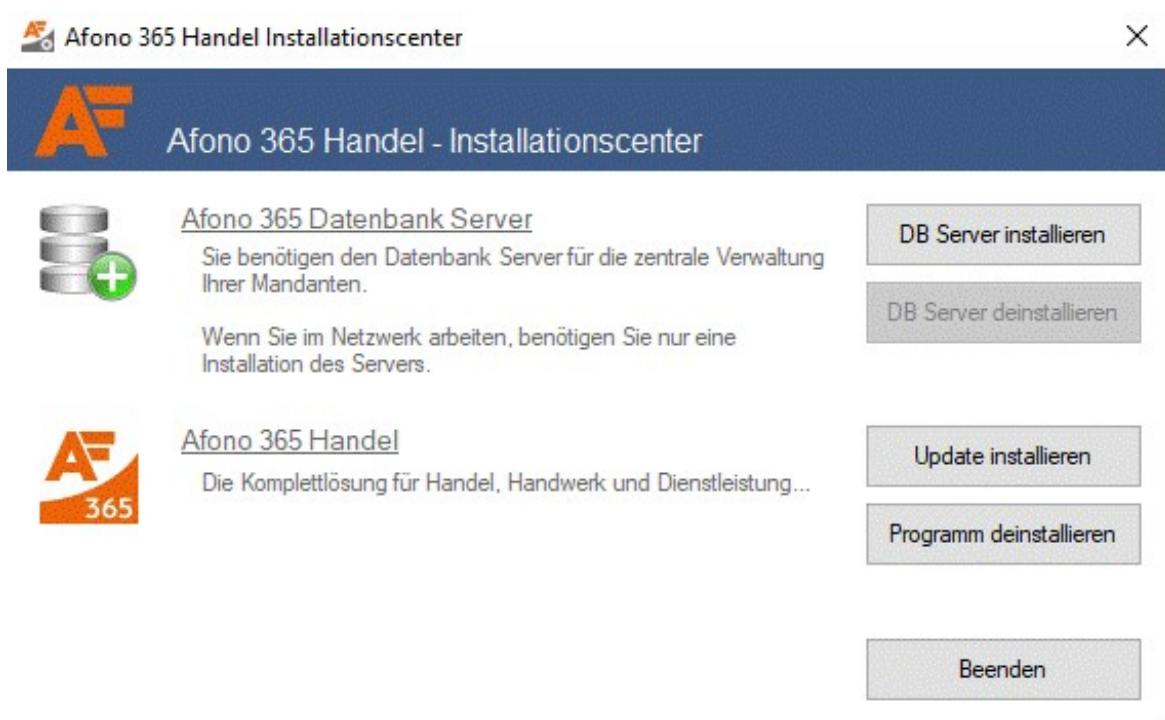 Afono 365 Handel Installationscenter
AF
Afono 365 Handel - Installationscenter
Afono 365 Datenbank Server
Sie benötigen den Datenbank Server für die zentrale Verwaltung
Ihrer Mandanten.
Wenn Sie im Netzwerk arbeiten, benötigen Sie nur eine
Installation des Servers.
DB Server installieren
DB Server deinstallieren
AF
365
Afono 365 Handel
Die Komplettlösung für Handel, Handwerk und Dienstleistung...
Update installieren
Programm deinstallieren
Beenden